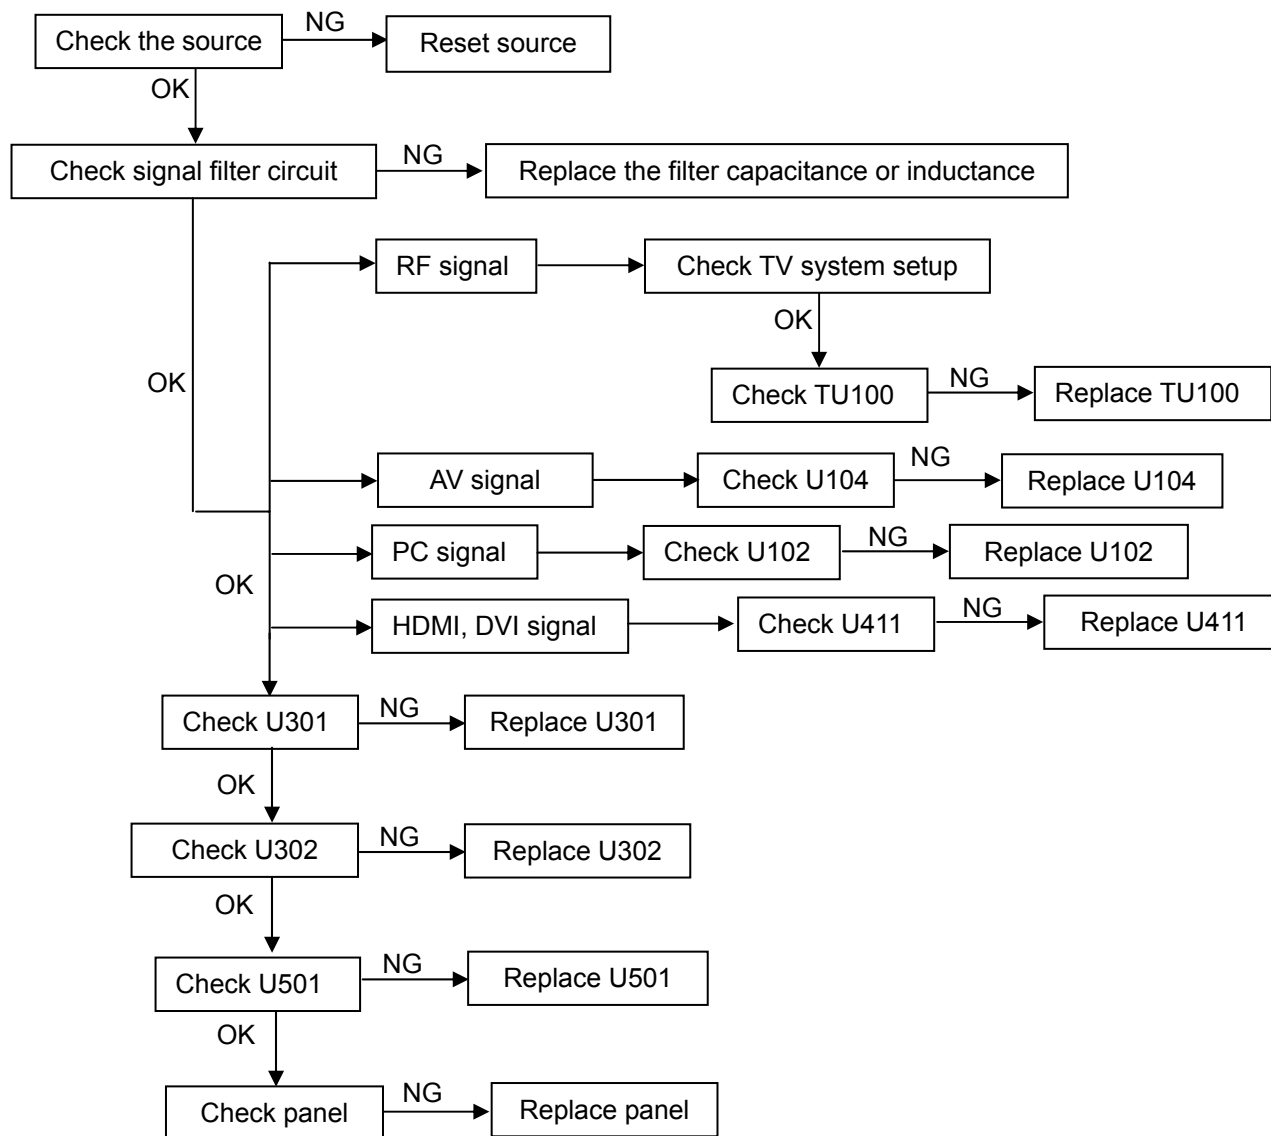 Check the source
NG
Reset source
OK
Check signal filter circuit
NG
Replace the filter capacitance or inductance
RF signal
Check TV system setup
OK
OK
Check TU100
NG
Replace TU100
AV signal
Check U104
NG
Replace U104
PC signal
Check U102
NG
Replace U102
OK
HDMI, DVI signal
Check U411
NG
Replace U411
Check U301
NG
Replace U301
OK
Check U302
NG
Replace U302
OK
Check U501
NG
Replace U501
OK
Check panel
NG
Replace panel